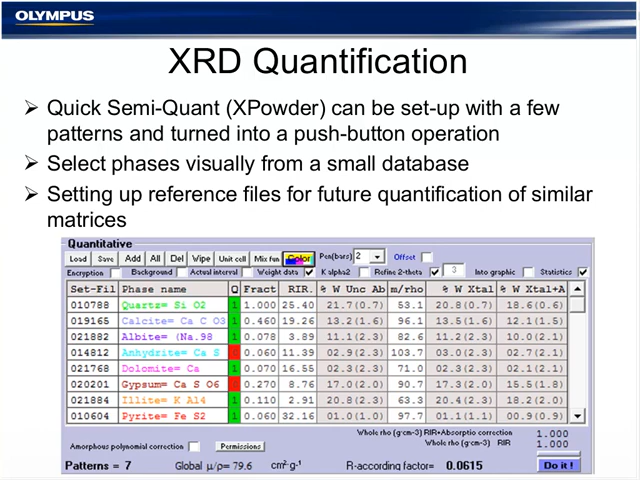 OLYMPUS
XRD Quantification
➢ Quick Semi-Quant (XPowder) can be set-up with a few
patterns and turned into a push-button operation
➢ Select phases visually from a small database
➢ Setting up reference files for future quantification of similar
matrices
Quantitative
Load Save Add All Del Wipe Unit cell Mix fun Color Pen(bars) 2 Offset
Encryption Background Actual interval Weight data K alpha2 Refine 2-theta 3 Into graphic Statistics
Set-Fil Phase name Q Fract RIR. % W Unc Ab m/rho % W Xtal % W Xtal+A
010788 Quartz= Si O2 1 1.000 25.40 21.7(0.7) 53.1 20.8(0.7) 18.6(0.6)
019165 Calcite= Ca C O3 1 0.460 19.26 13.2(1.6) 96.1 13.5(1.6) 12.1(1.5)
021882 Albite= (Na.98 1 0.078 3.89 11.1(2.3) 82.6 11.2(2.3) 10.0(2.1)
014812 Anhydrite= Ca S 0.060 11.39 02.9(2.3) 103.7 03.0(2.3) 02.7(2.1)
021768 Dolomite= Ca 1 0.070 16.55 02.3(2.3) 71.0 02.3(2.3) 02.1(2.1)
020201 Gypsum= Ca S O6 0.270 8.76 17.0(2.0) 90.7 17.3(2.0) 15.5(1.8)
021884 Illite= K Al4 1 0.110 2.91 20.8(2.3) 63.3 20.4(2.3) 18.2(2.0)
010604 Pyrite= Fe S2 1 0.060 32.16 01.0(1.0) 97.7 01.1(1.1) 00.9(0.9)
Whole rho (g·cm-3) RIR+Absorptio correction 1.000
Amorphous polynomial correction Permissions Whole rho (g·cm-3) RIR 1.000
Patterns = 7 Global μ/ρ= 79.6 cm²·g-¹ R-according factor= 0.0615 Do it !